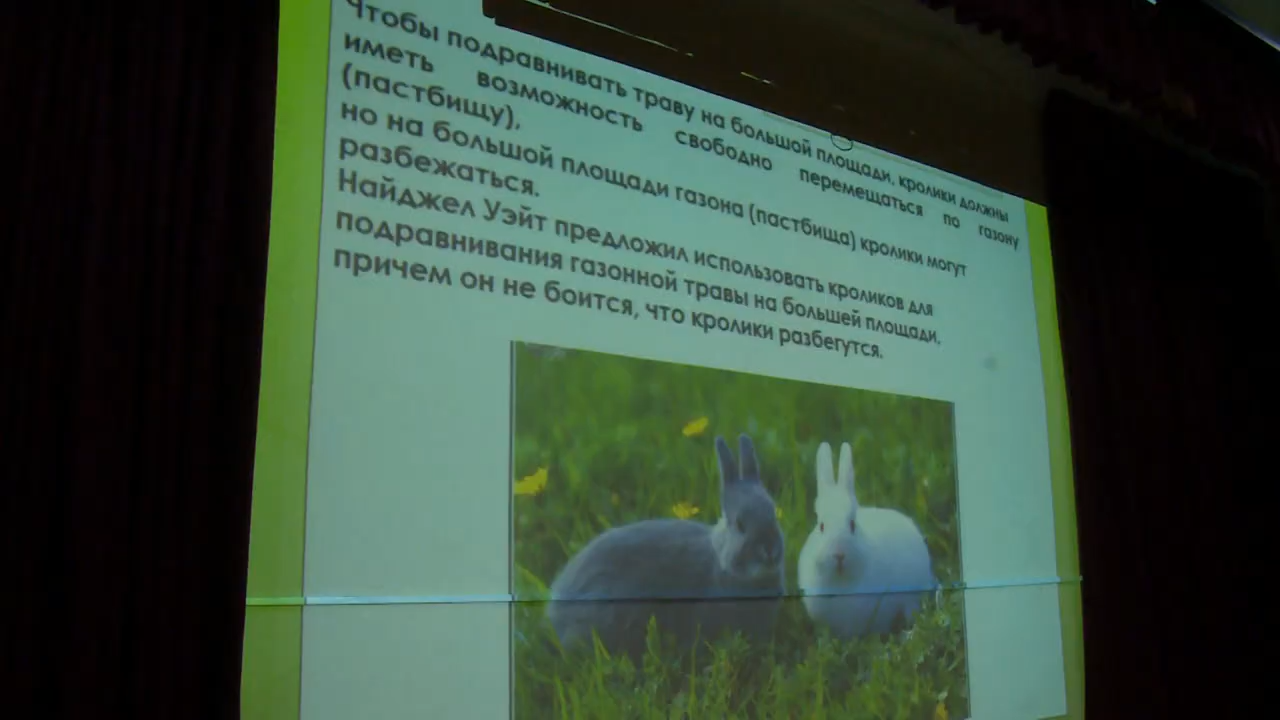 Чтобы подравнивать траву на большой площади, кролики должны
иметь возможность свободно перемещаться по газону
(пастбищу),
но на большой площади газона (пастбища) кролики могут
разбежаться.
Найджел Уэйт предложил использовать кроликов для
подравнивания газонной травы на большей площади,
причем он не боится, что кролики разбегутся.